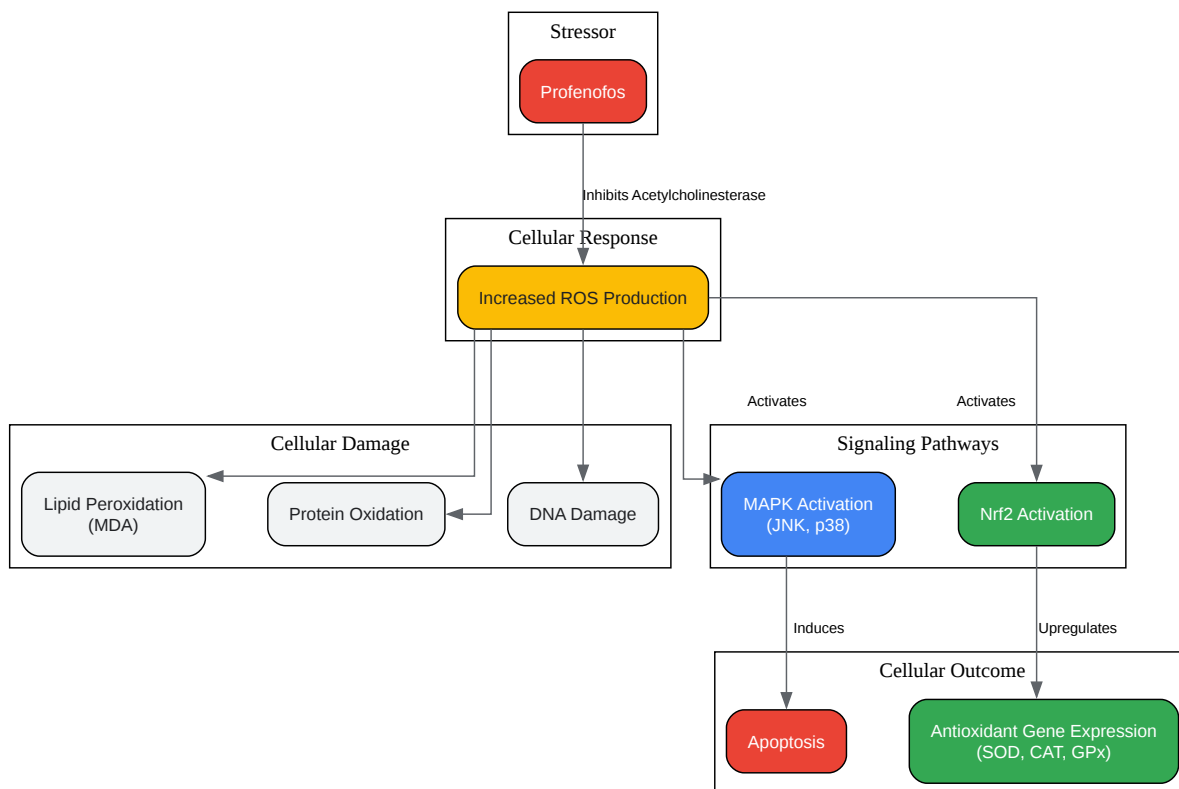 Stressor
Profenofos
Inhibits Acetylcholinesterase
Cellular Response
Increased ROS Production
Activates
Activates
Cellular Damage
Signaling Pathways
Lipid Peroxidation
(MDA)
Protein Oxidation
DNA Damage
MAPK Activation
(JNK, p38)
Nrf2 Activation
Induces
Upregulates
Cellular Outcome
Apoptosis
Antioxidant Gene Expression
(SOD, CAT, GPx)